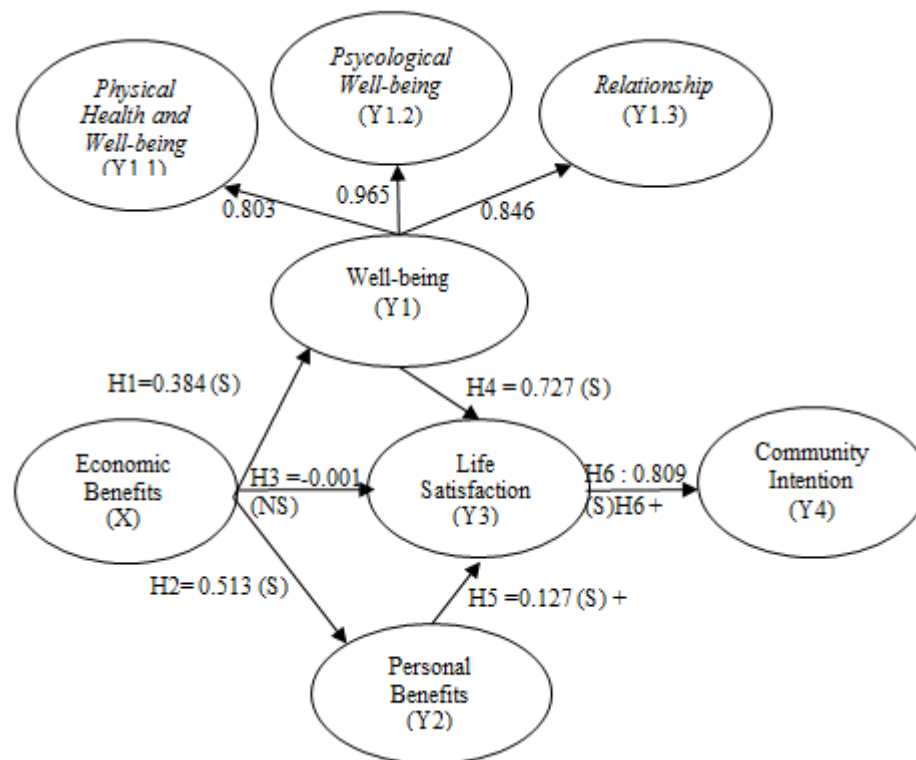 Physical
Health and
Well-being
(Y1.1)
Psycological
Well-being
(Y1.2)
Relationship
(Y1.3)
0.803
0.965
0.846
Well-being
(Y1)
H1=0.384 (S)
H4 = 0.727 (S)
Economic
Benefits
(X)
H3 =-0.001
(NS)
Life
Satisfaction
(Y3)
H6 : 0.809
(S)H6 +
Community
Intention
(Y4)
H2= 0.513 (S)
H5 =0.127 (S) +
Personal
Benefits
(Y2)